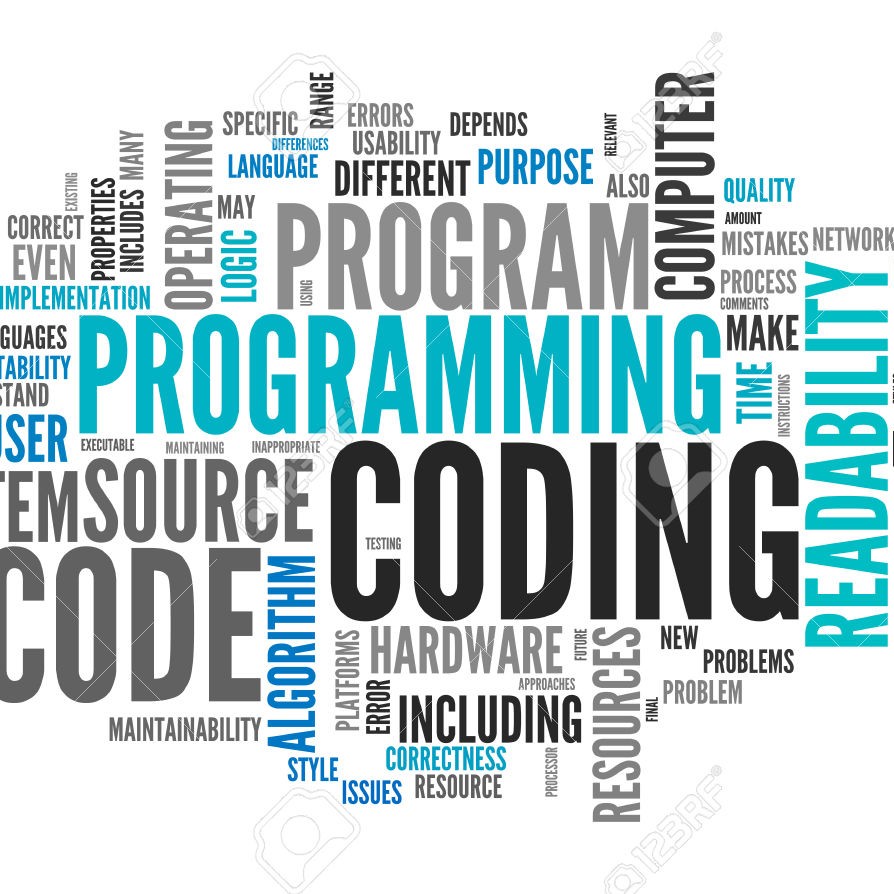 RANGE
ERRORS
SPECIFIC
DEPENDS
USABILITY
RELEVANT
COMPUTER
DIFFERENCES
LANGUAGE
DIFFERENT
PURPOSE
MANY
OPERATING
EXISTING
PROPERTIES
INCLUDES
MAY
ALSO
QUALITY
CORRECT
LOGIC
PROGRAM
AMOUNT
EVEN
MISTAKES
NETWORK
USING
PROCESS
IMPLEMENTATION
COMMENTS
READABILITY
GUAGES
PROGRAMMING
MAKE
TABILITY
TIME
STAND
INSTRUCTIONS
USER
EXECUTABLE
MAINTAINING
INAPPROPRIATE
CODING
TEMSOURCE
TESTING
CODE
ALGORITHM
PLATFORMS
HARDWARE
FUTURE
RESOURCES
NEW
PROBLEMS
APPROACHES
PROBLEM
ERROR
INCLUDING
FINAL
MAINTAINABILITY
CORRECTNESS
PROCESSOR
STYLE
RESOURCE
ISSUES
123RF